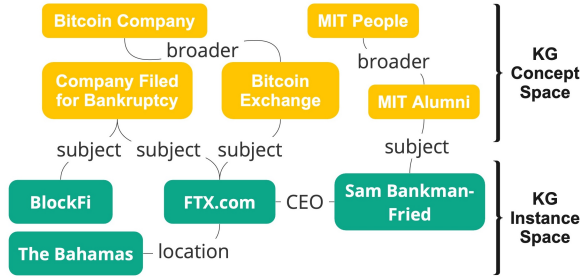 Bitcoin Company
MIT People
broader
broader
KG
Concept
Space
Company Filed
for Bankruptcy
Bitcoin
Exchange
MIT Alumni
subject
subject
subject
subject
BlockFi
FTX.com
CEO
Sam Bankman-
Fried
KG
Instance
Space
The Bahamas
location